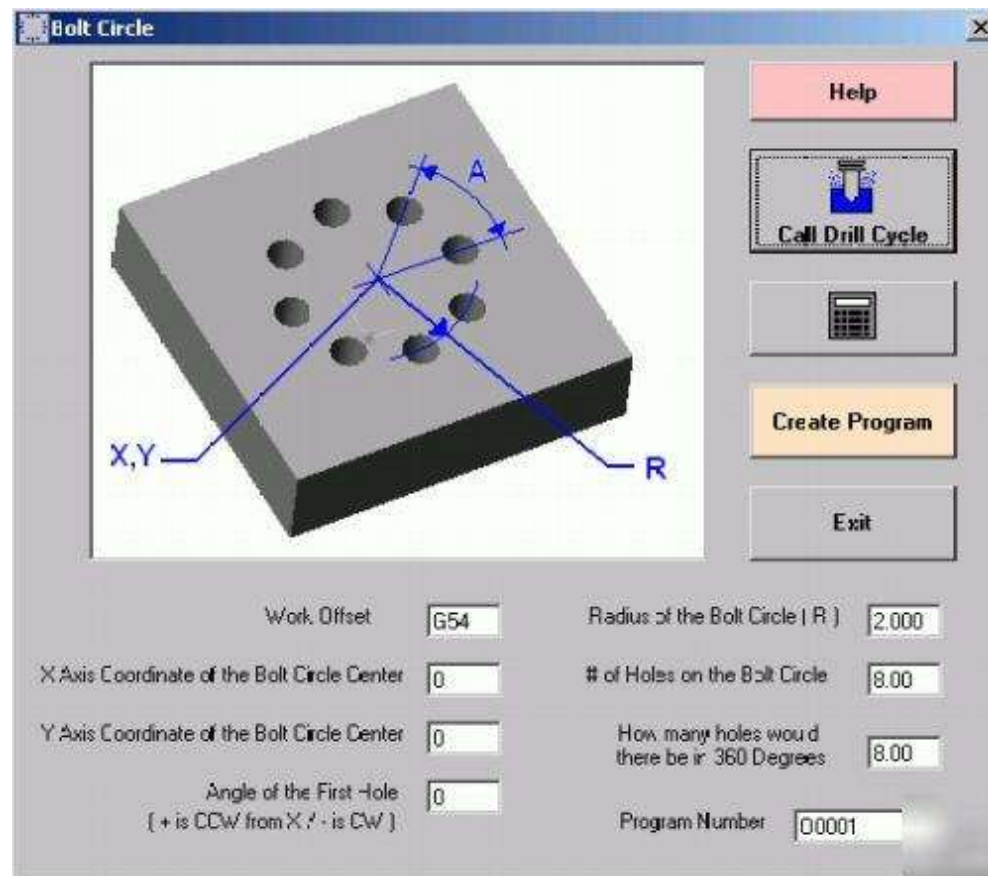 Bolt Circle
A
X,Y
R
Help
Call Drill Cycle
Create Program
Exit
Work Offset G54
X Axis Coordinate of the Bolt Circle Center 0
Y Axis Coordinate of the Bolt Circle Center 0
Angle of the First Hole
( + is CCW from X / - is CW ) 0
Radius of the Bolt Circle ( R ) 2.000
# of Holes on the Bolt Circle 8.00
How many holes would
there be in 360 Degrees 8.00
Program Number O0001